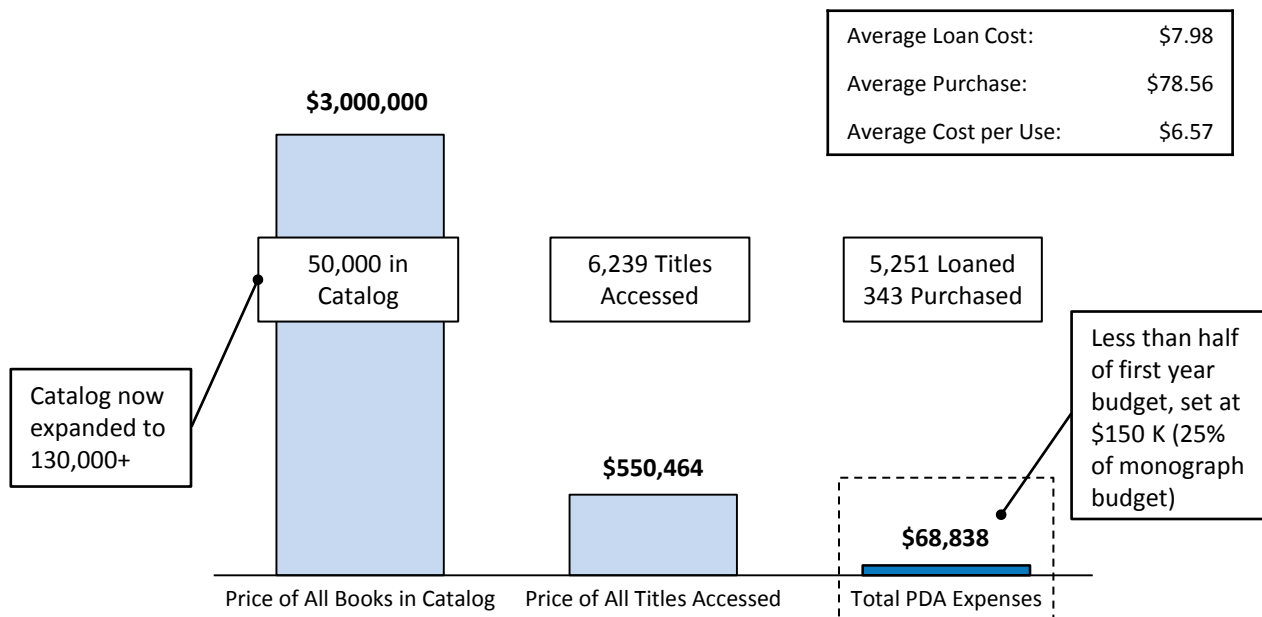 Average Loan Cost: $7.98
Average Purchase: $78.56
Average Cost per Use: $6.57
$3,000,000
50,000 in
Catalog
6,239 Titles
Accessed
5,251 Loaned
343 Purchased
Catalog now
expanded to
130,000+
Less than half
of first year
budget, set at
$150 K (25%
of monograph
budget)
$550,464
$68,838
Price of All Books in Catalog
Price of All Titles Accessed
Total PDA Expenses